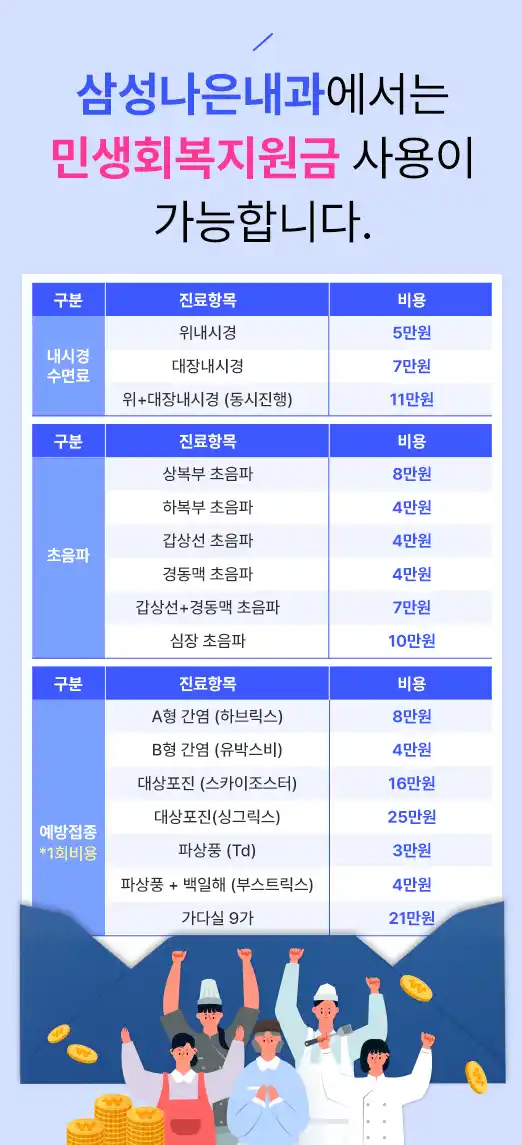 삼성나은내과에서는
민생회복지원금 사용이
가능합니다.
구분 진료항목 비용
내시경
수면료
위내시경 5만원
대장내시경 7만원
위+대장내시경 (동시진행) 11만원
구분 진료항목 비용
초음파
상복부 초음파 8만원
하복부 초음파 4만원
갑상선 초음파 4만원
경동맥 초음파 4만원
갑상선+경동맥 초음파 7만원
심장 초음파 10만원
구분 진료항목 비용
예방접종
*1회비용
A형 간염 (하브릭스) 8만원
B형 간염 (유박스비) 4만원
대상포진 (스카이조스터) 16만원
대상포진(싱그릭스) 25만원
파상풍 (Td) 3만원
파상풍 + 백일해 (부스트릭스) 4만원
가다실 9가 21만원